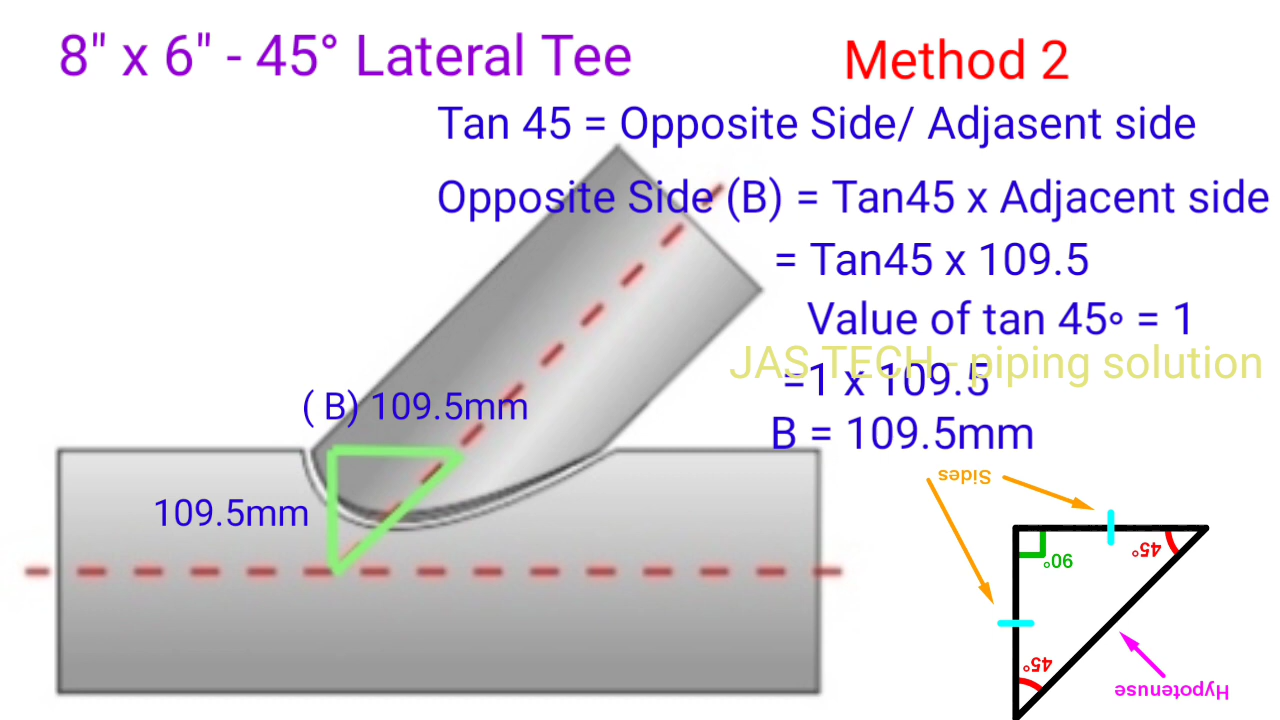 8" x 6" - 45° Lateral Tee
Method 2
Tan 45 = Opposite Side/ Adjasent side
Opposite Side (B) = Tan45 x Adjacent side
= Tan45 x 109.5
Value of tan 45° = 1
JAS TECH - piping solution
=1 x 109.5
( B) 109.5mm
B = 109.5mm
Sides
109.5mm
90°
45°
45°
Hypotenuse